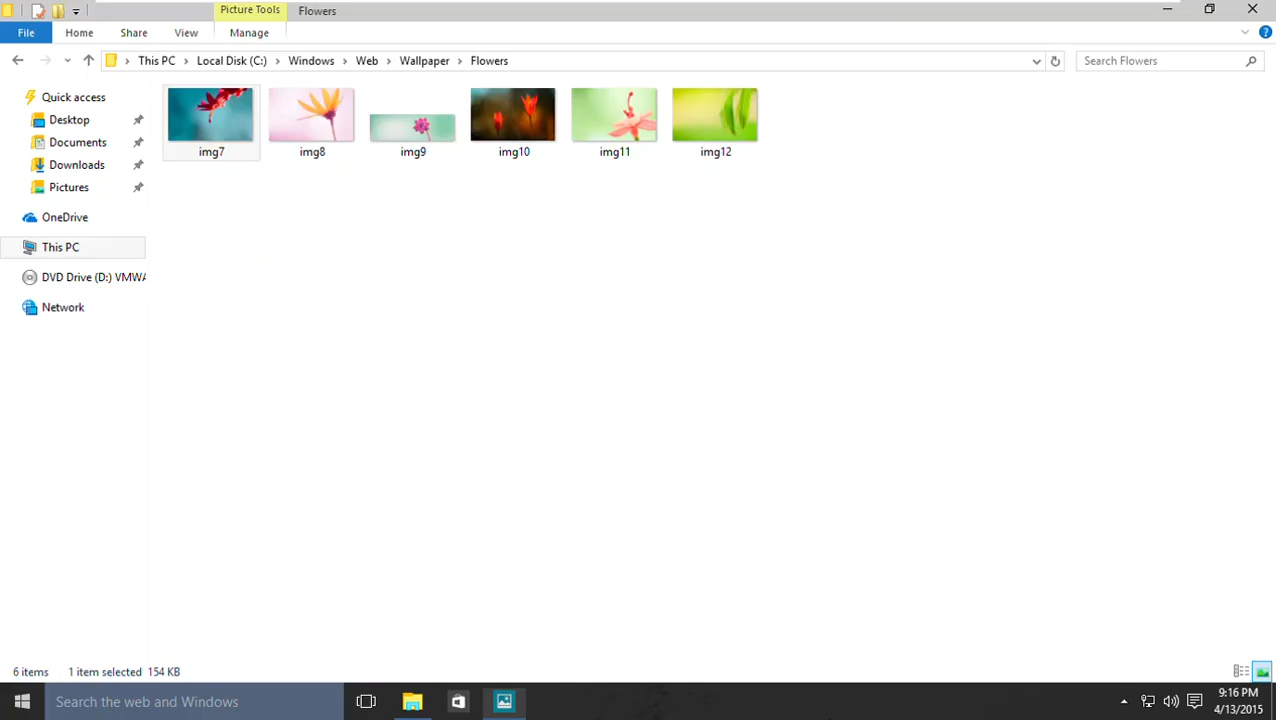 Picture Tools Flowers
File Home Share View Manage
This PC Local Disk (C:) Windows Web Wallpaper Flowers Search Flowers
Quick access
Desktop
Documents
Downloads
Pictures
OneDrive
This PC
DVD Drive (D:) VMWA
Network
img7 img8 img9 img10 img11 img12
6 items 1 item selected 154 KB
Search the web and Windows
9:16 PM
4/13/2015